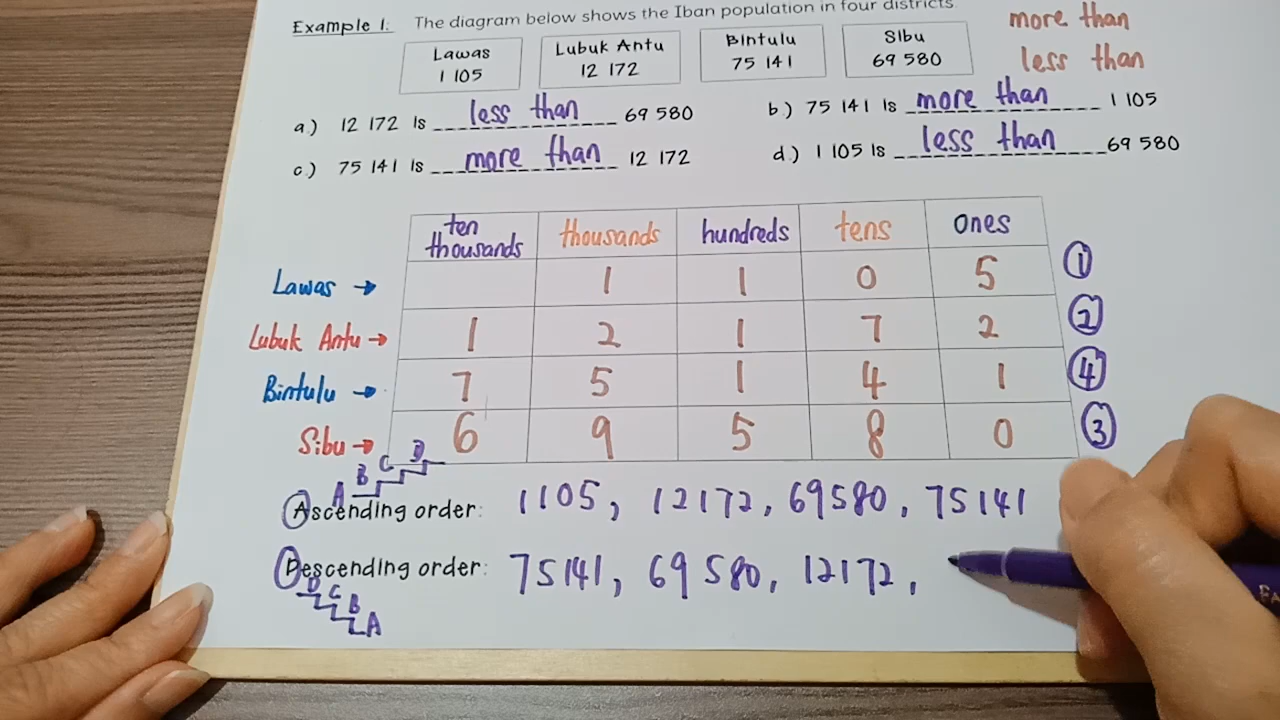 Example 1: The diagram below shows the Iban population in four districts
more than
less than
Lawas
1 105
Lubuk Antu
12 172
Bintulu
75 141
Sibu
69 580
a.) 12 172 is less than 69 580
b.) 75 141 is more than 1 105
c.) 75 141 is more than 12 172
d.) 1 105 is less than 69 580
ten thousands thousands hundreds tens ones
Lawas → 1 1 0 5 ①
Lubuk Antu → 1 2 1 7 2 ②
Bintulu → 7 5 1 4 1 ④
Sibu → 6 9 5 8 0 ③
A B C D
Ascending order: 1105, 12172, 69580, 75141
Descending order: 75141, 69580, 12172,
D C B A